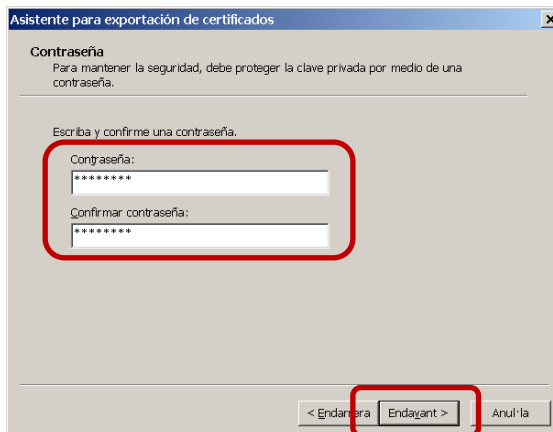 Asistente para exportación de certificados
Contraseña
Para mantener la seguridad, debe proteger la clave privada por medio de una
contraseña.
Escriba y confirme una contraseña.
Contraseña:
********
Confirmar contraseña:
********
< Endarrera Endavant > Anul·la